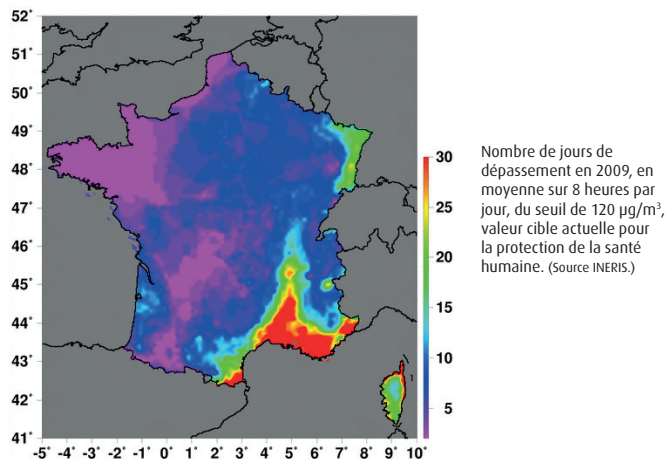 52°
51°
50°
49°
48°
47°
46°
45°
44°
43°
42°
41°
-5° -4° -3° -2° -1° 0° 1° 2° 3° 4° 5° 6° 7° 8° 9° 10°
30
25
20
15
10
5
Nombre de jours de
dépassement en 2009, en
moyenne sur 8 heures par
jour, du seuil de 120 µg/m³,
valeur cible actuelle pour
la protection de la santé
humaine. (Source INERIS.)